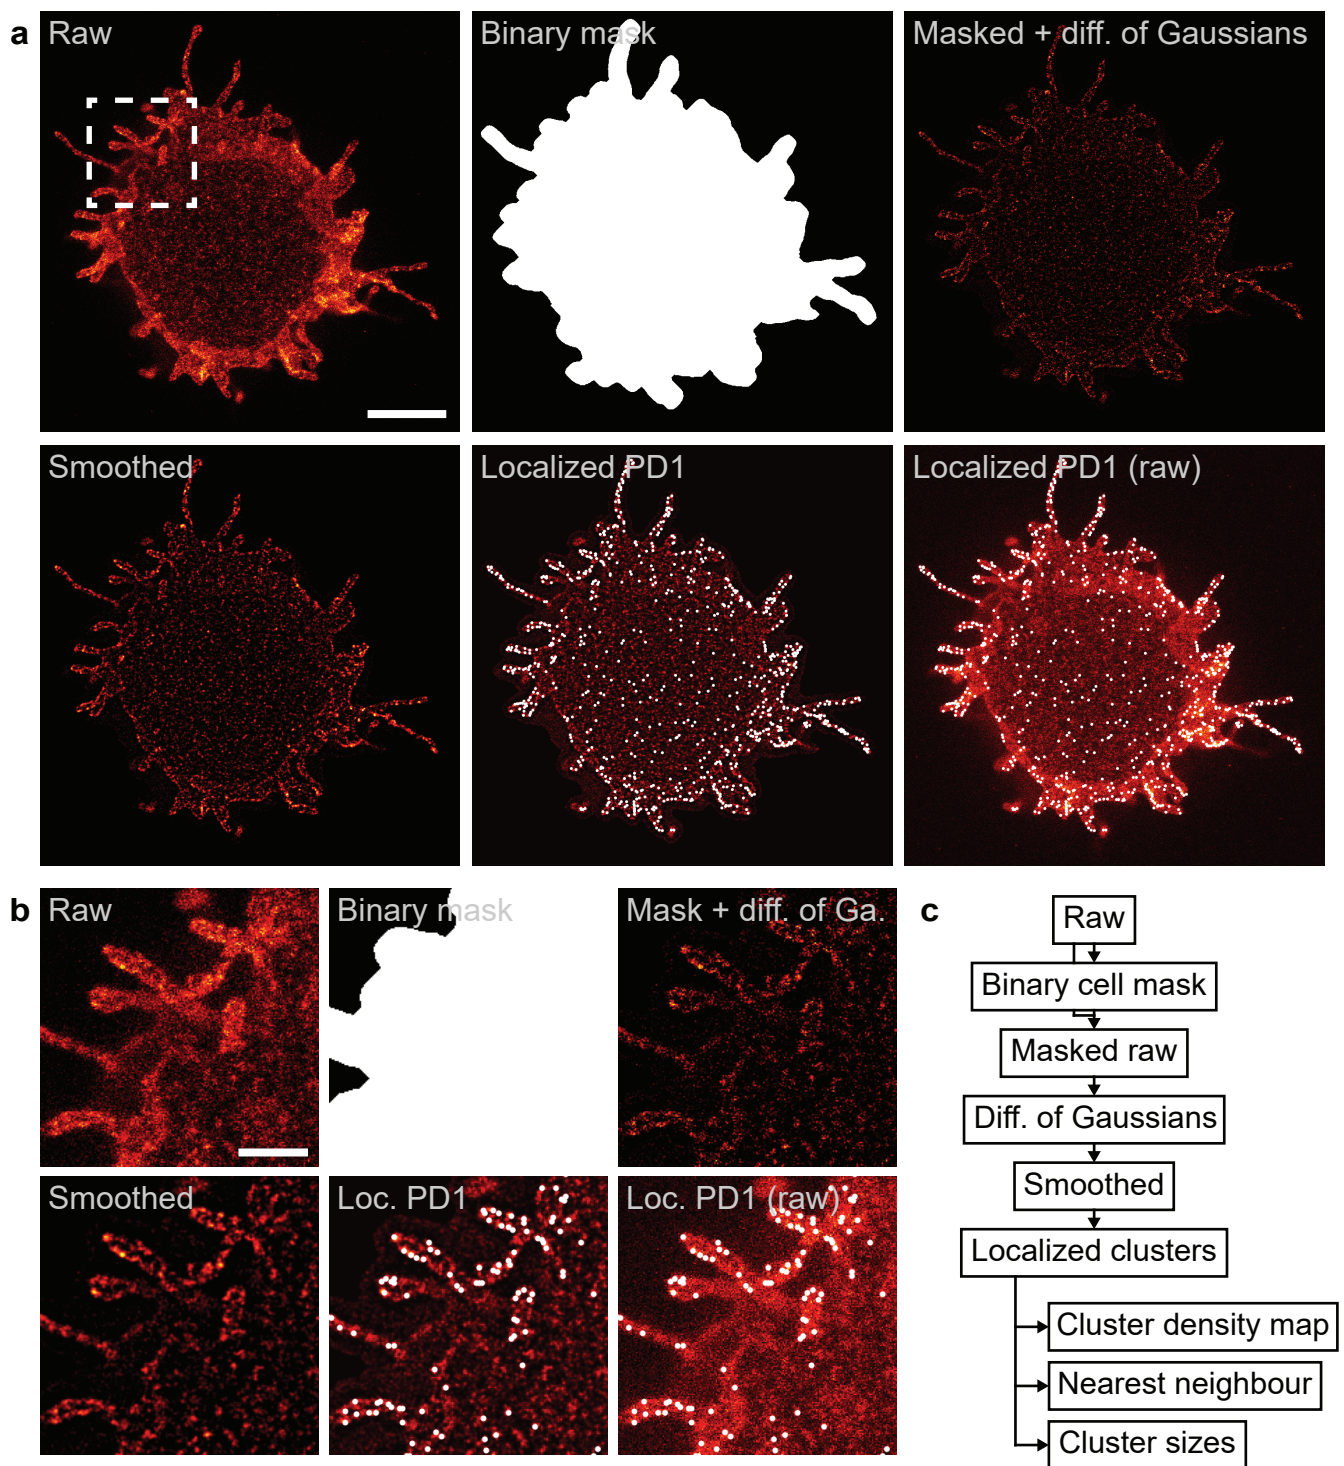 a
Raw
Binary mask
Masked + diff. of Gaussians
Smoothed
Localized PD1
Localized PD1 (raw)
b
Raw
Binary mask
Mask + diff. of Ga.
Smoothed
Loc. PD1
Loc. PD1 (raw)
c
Raw
Binary cell mask
Masked raw
Diff. of Gaussians
Smoothed
Localized clusters
Cluster density map
Nearest neighbour
Cluster sizes